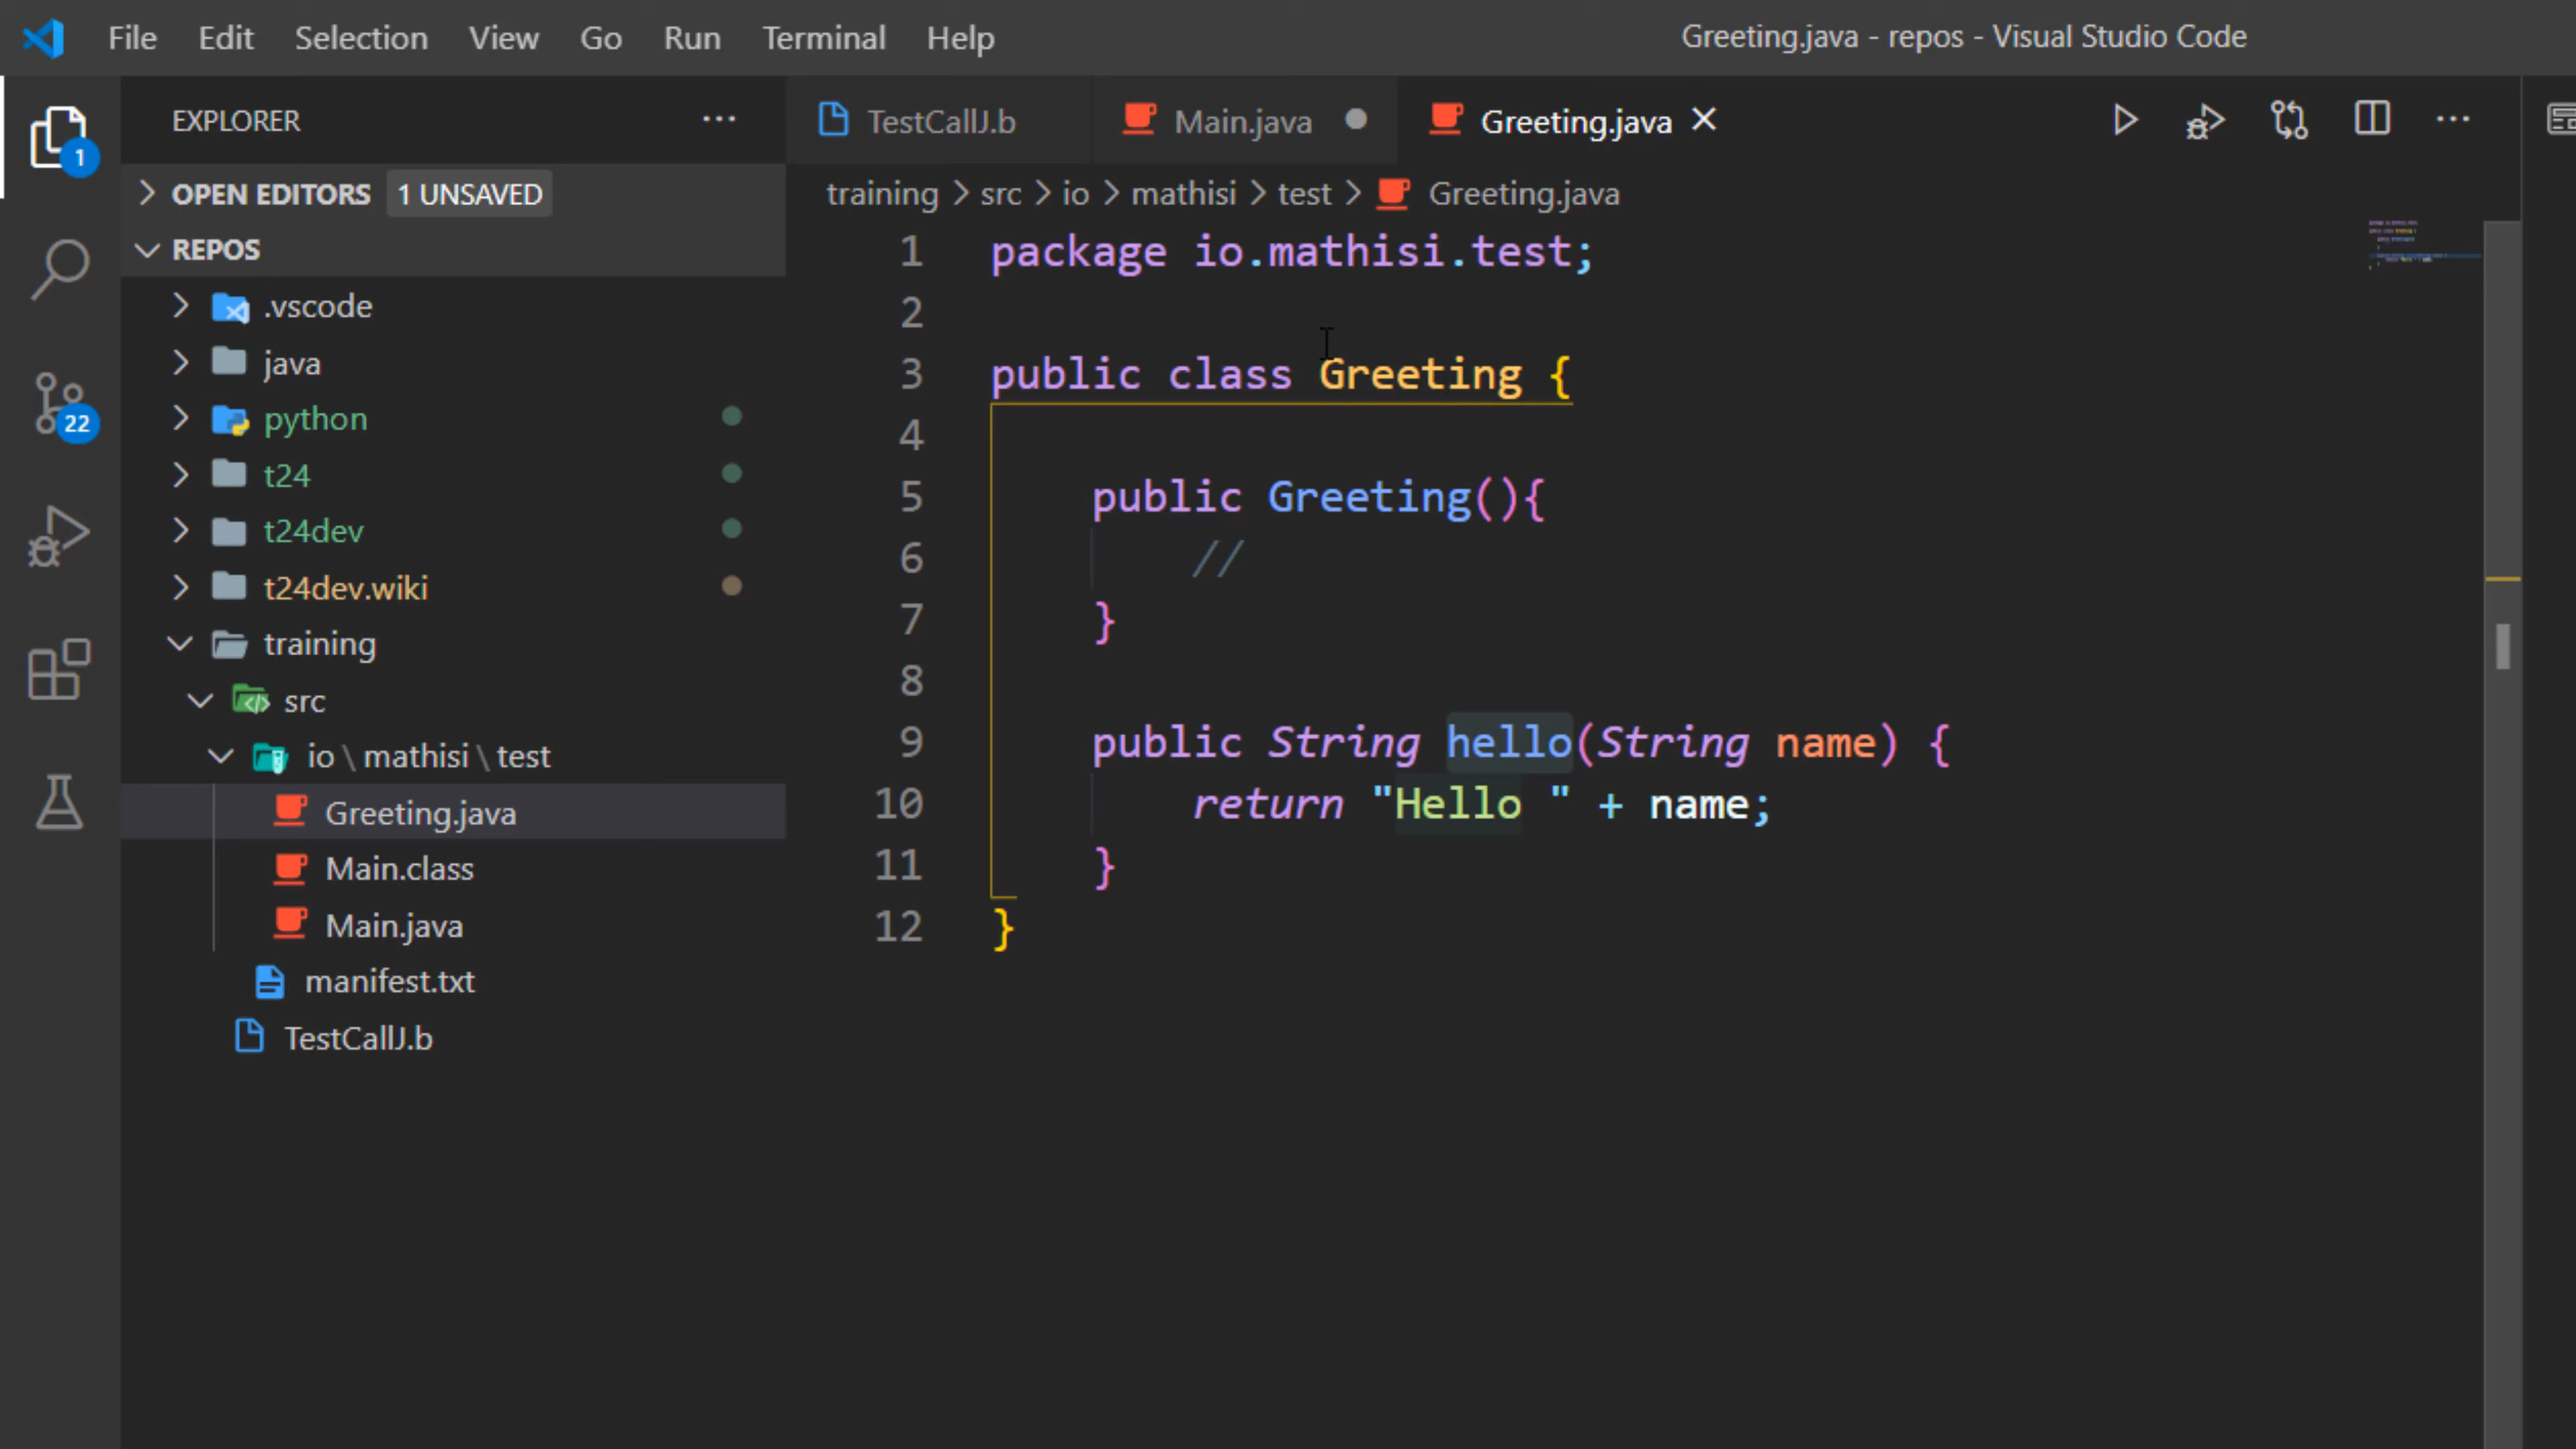 File Edit Selection View Go Run Terminal Help Greeting.java - repos - Visual Studio Code
EXPLORER
1
OPEN EDITORS 1 UNSAVED
REPOS
.vscode
java
python
t24
t24dev
t24dev.wiki
training
src
io \ mathisi \ test
Greeting.java
Main.class
Main.java
manifest.txt
TestCallJ.b
22
TestCallJ.b Main.java Greeting.java
training > src > io > mathisi > test > Greeting.java
1 package io.mathisi.test;
2
3 public class Greeting {
4
5 public Greeting(){
6 //
7 }
8
9 public String hello(String name) {
10 return "Hello " + name;
11 }
12 }